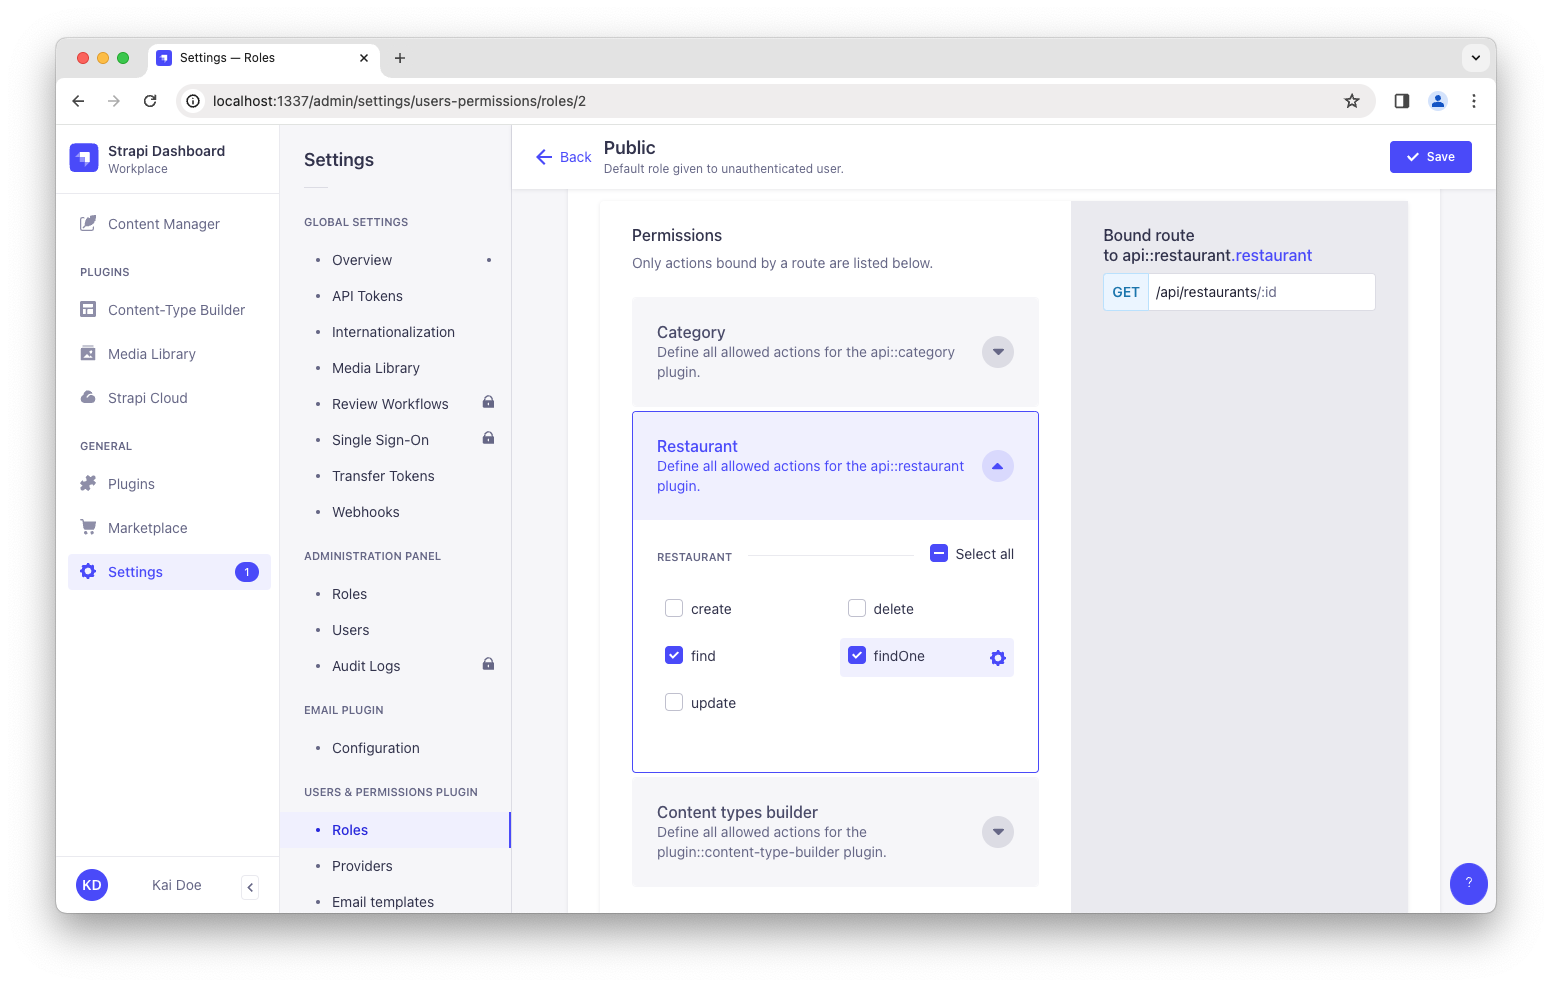 Settings — Roles
localhost:1337/admin/settings/users-permissions/roles/2
Strapi Dashboard
Workplace
Content Manager
PLUGINS
Content-Type Builder
Media Library
Strapi Cloud
GENERAL
Plugins
Marketplace
Settings 1
KD Kai Doe
Settings
GLOBAL SETTINGS
Overview
API Tokens
Internationalization
Media Library
Review Workflows
Single Sign-On
Transfer Tokens
Webhooks
ADMINISTRATION PANEL
Roles
Users
Audit Logs
EMAIL PLUGIN
Configuration
USERS & PERMISSIONS PLUGIN
Roles
Providers
Email templates
Back
Public
Default role given to unauthenticated user.
Save
Permissions
Only actions bound by a route are listed below.
Category
Define all allowed actions for the api::category
plugin.
Restaurant
Define all allowed actions for the api::restaurant
plugin.
RESTAURANT Select all
create delete
find findOne
update
Content types builder
Define all allowed actions for the
plugin::content-type-builder plugin.
Bound route
to api::restaurant.restaurant
GET /api/restaurants/:id
?